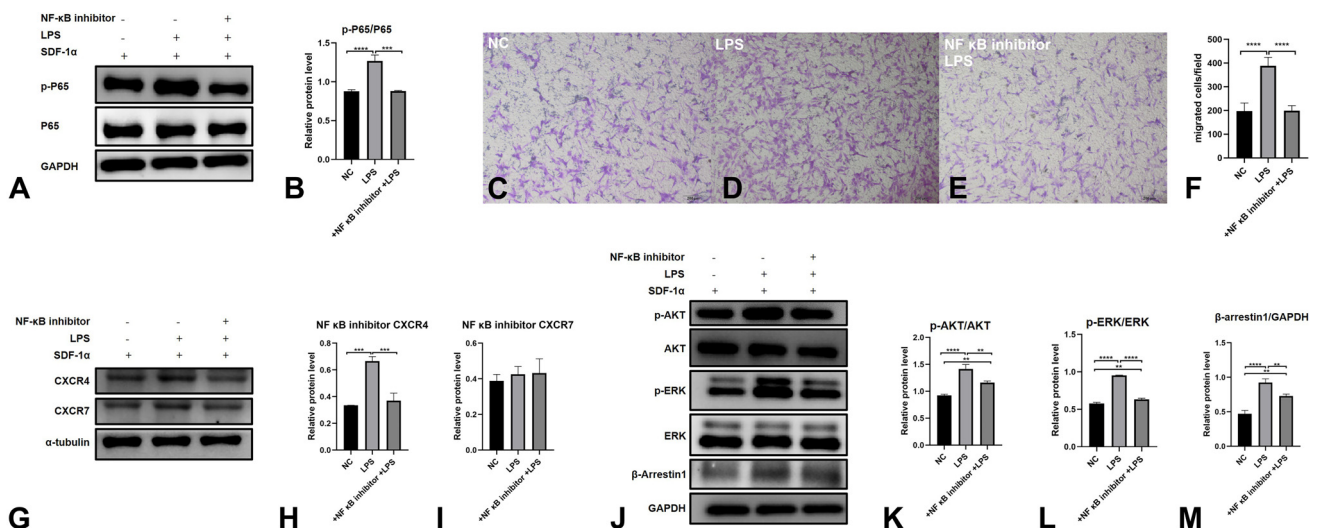 NF-κB inhibitor - - +
LPS - + +
SDF-1α + + +
p-P65
P65
GAPDH
A
p-P65/P65
Relative protein level
1.5
1.0
0.5
0.0
**** ***
NC
LPS
+NF κB inhibitor +LPS
B
NC
C
LPS
D
NF κB inhibitor
LPS
E
migrated cells/field
500
400
300
200
100
0
**** ****
NC
LPS
+NF κB inhibitor +LPS
F
NF-κB inhibitor - - +
LPS - + +
SDF-1α + + +
CXCR4
CXCR7
α-tubulin
G
NF κB inhibitor CXCR4
Relative protein level
0.8
0.6
0.4
0.2
0.0
*** ***
NC
LPS
+NF κB inhibitor +LPS
H
NF κB inhibitor CXCR7
Relative protein level
0.6
0.4
0.2
0.0
NC
LPS
+NF κB inhibitor +LPS
I
NF-κB inhibitor - - +
LPS - + +
SDF-1α + + +
p-AKT
AKT
p-ERK
ERK
β-Arrestin1
GAPDH
J
p-AKT/AKT
Relative protein level
2.0
1.5
1.0
0.5
0.0
**** **
**
NC
LPS
+NF κB inhibitor +LPS
K
p-ERK/ERK
Relative protein level
1.5
1.0
0.5
0.0
**** ****
**
NC
LPS
+NF κB inhibitor +LPS
L
β-arrestin1/GAPDH
Relative protein level
1.5
1.0
0.5
0.0
**** **
**
NC
LPS
+NF κB inhibitor +LPS
M